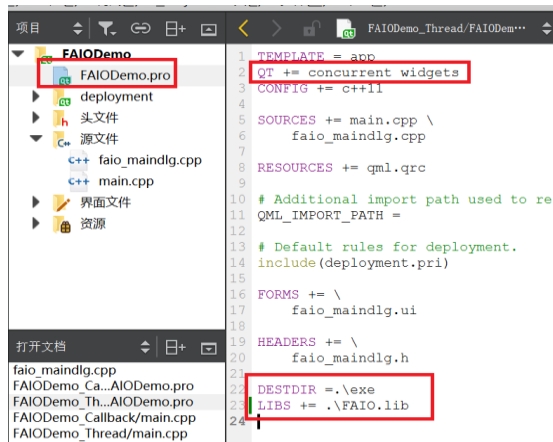 项目
FAIODemo_Thread/FAIODem···
FAIODemo
FAIODemo.pro
deployment
头文件
源文件
faio_maindlg.cpp
main.cpp
界面文件
资源
打开文档
faio_maindlg.cpp
FAIODemo_Ca...AIODemo.pro
FAIODemo_Th...AIODemo.pro
FAIODemo_Callback/main.cpp
FAIODemo_Thread/main.cpp
1 TEMPLATE = app
2 QT += concurrent widgets
3 CONFIG += c++11
4
5 SOURCES += main.cpp \
6 faio_maindlg.cpp
7
8 RESOURCES += qml.qrc
9
10 # Additional import path used to re
11 QML_IMPORT_PATH =
12
13 # Default rules for deployment.
14 include(deployment.pri)
15
16 FORMS += \
17 faio_maindlg.ui
18
19 HEADERS += \
20 faio_maindlg.h
21
22 DESTDIR =.\exe
23 LIBS += .\FAIO.lib
24